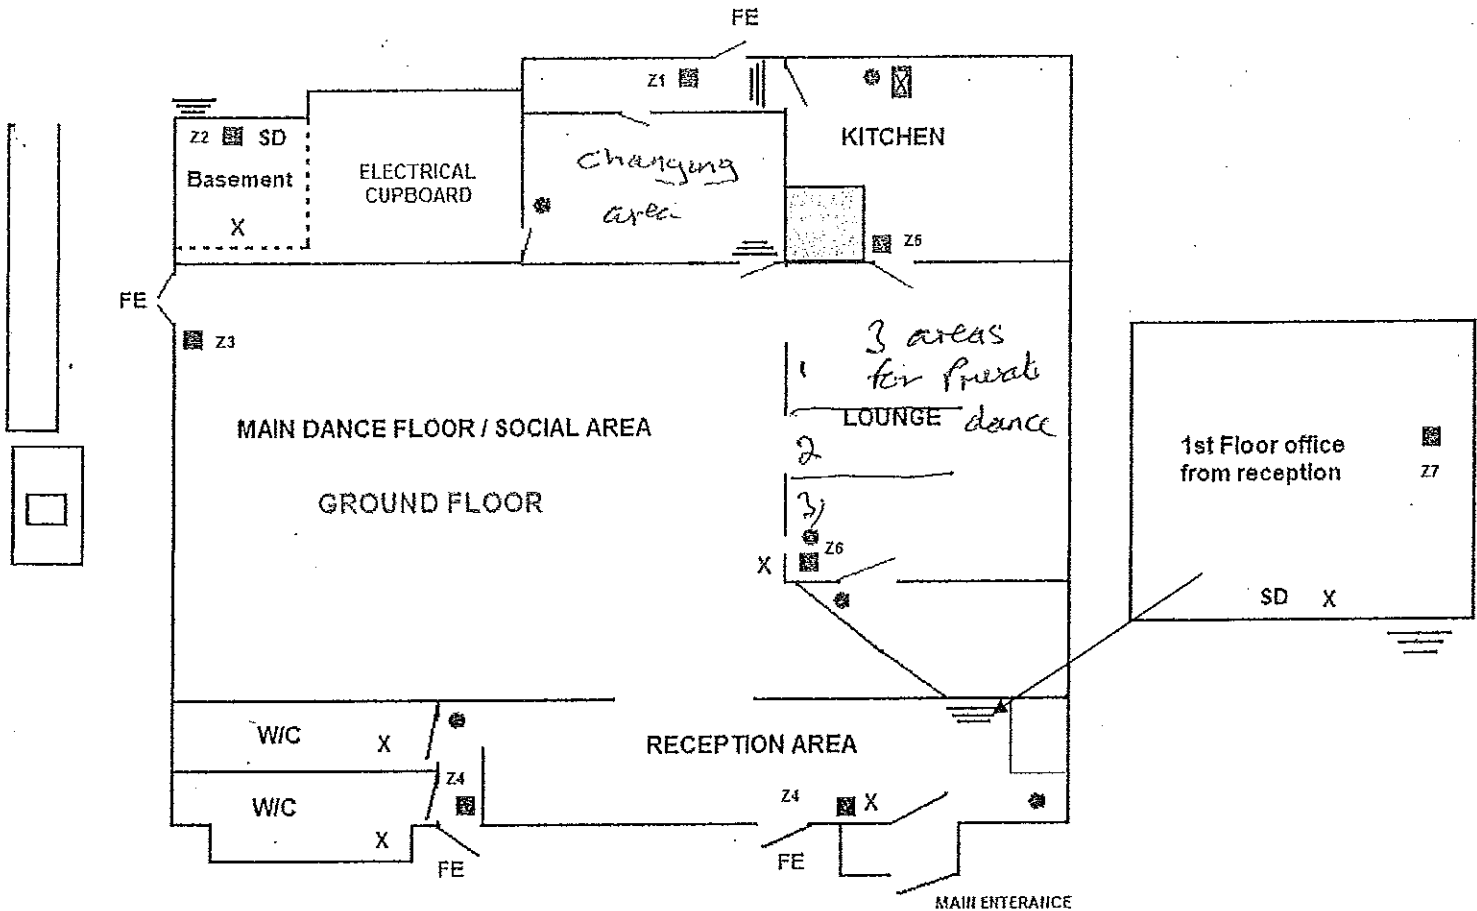 FE
Z1
KITCHEN
Z2 SD
Basement
X
ELECTRICAL
CUPBOARD
Changing
area
Z5
FE
Z3
3 areas
for Private
dance
1
LOUNGE
2
3)
MAIN DANCE FLOOR / SOCIAL AREA
GROUND FLOOR
X
Z6
1st Floor office
from reception
Z7
SD X
W/C
X
RECEPTION AREA
W/C
X
Z4
Z4
X
FE
FE
MAIN ENTERANCE